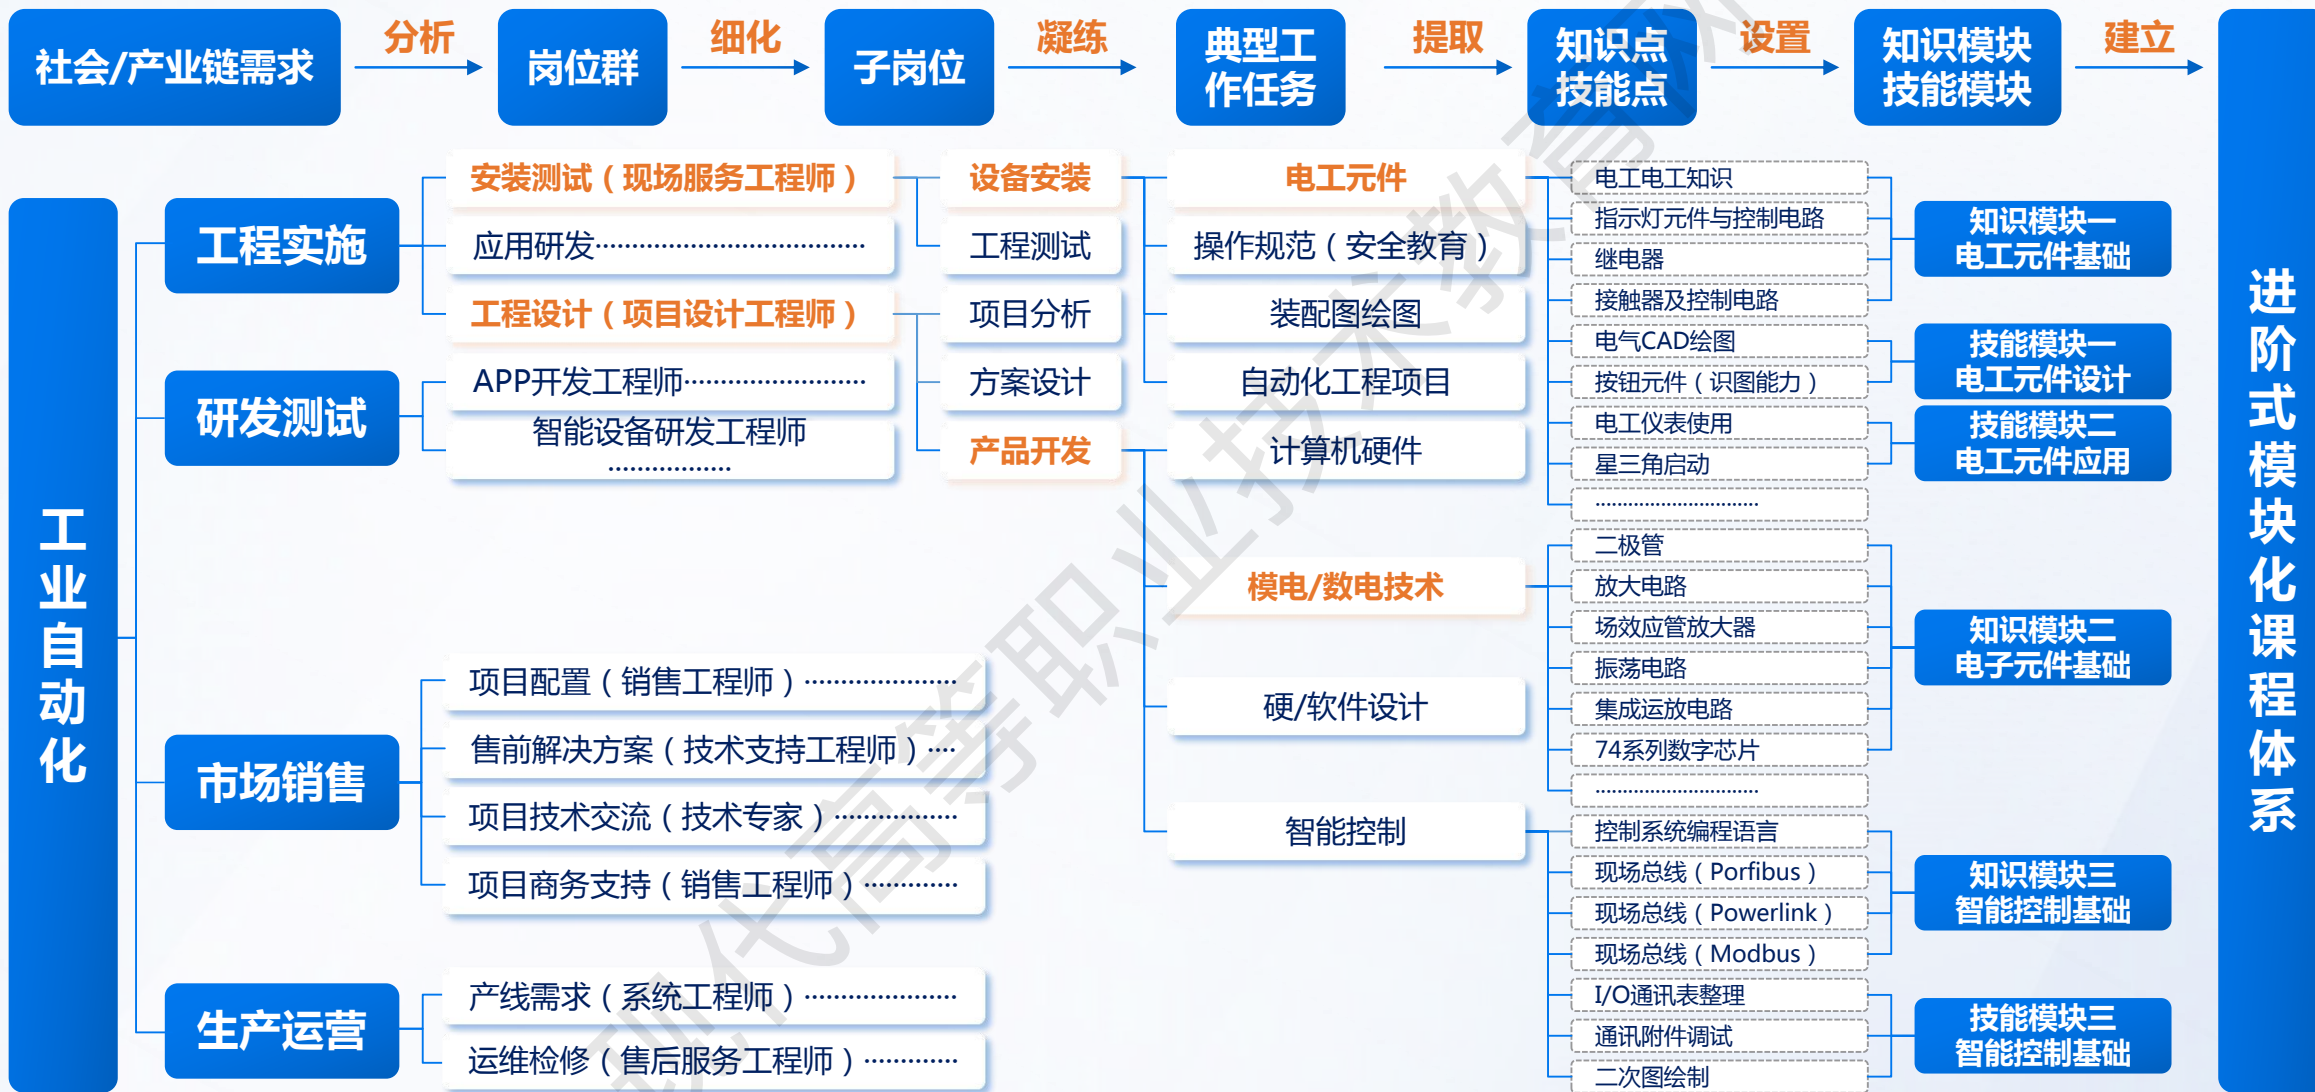 社会/产业链需求
分析
岗位群
细化
子岗位
凝练
典型工
作任务
提取
知识点
技能点
设置
知识模块
技能模块
建立
进阶式模块化课程体系
工业自动化
工程实施
研发测试
市场销售
生产运营
安装测试（现场服务工程师）
应用研发································
工程设计（项目设计工程师）
APP开发工程师························
智能设备研发工程师
················
项目配置（销售工程师）····················
售前解决方案（技术支持工程师）····
项目技术交流（技术专家）················
项目商务支持（销售工程师）············
产线需求（系统工程师）····················
运维检修（售后服务工程师）············
设备安装
工程测试
项目分析
方案设计
产品开发
电工元件
操作规范（安全教育）
装配图绘图
自动化工程项目
计算机硬件
模电/数电技术
硬/软件设计
智能控制
电工电工知识
指示灯元件与控制电路
继电器
接触器及控制电路
电气CAD绘图
按钮元件（识图能力）
电工仪表使用
星三角启动
····························
二极管
放大电路
场效应管放大器
振荡电路
集成运放电路
74系列数字芯片
····························
控制系统编程语言
现场总线（Porfibus）
现场总线（Powerlink）
现场总线（Modbus）
I/O通讯表整理
通讯附件调试
二次图绘制
知识模块一
电工元件基础
技能模块一
电工元件设计
技能模块二
电工元件应用
知识模块二
电子元件基础
知识模块三
智能控制基础
技能模块三
智能控制基础
现代高等职业技术教育网